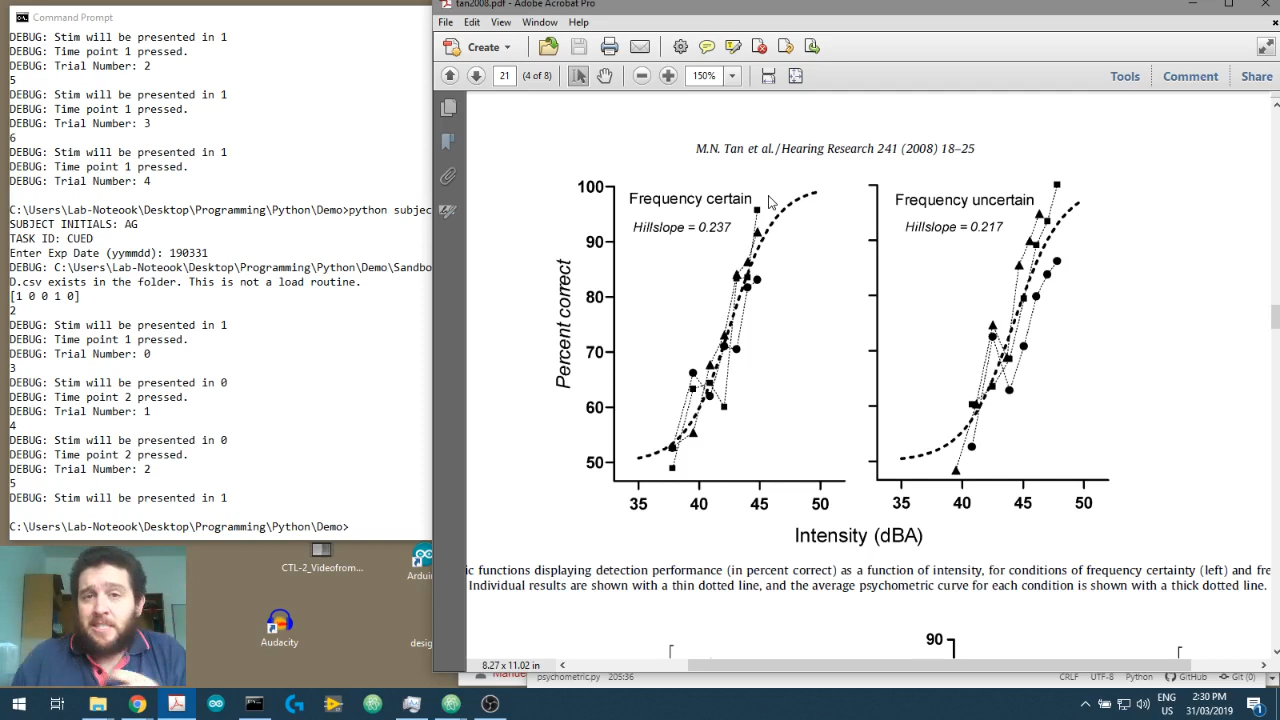 Command Prompt
DEBUG: Stim will be presented in 1
DEBUG: Time point 1 pressed.
DEBUG: Trial Number: 2
5
DEBUG: Stim will be presented in 1
DEBUG: Time point 1 pressed.
DEBUG: Trial Number: 3
6
DEBUG: Stim will be presented in 1
DEBUG: Time point 1 pressed.
DEBUG: Trial Number: 4
C:\Users\Lab-Noteook\Desktop\Programming\Python\Demo>python subjec
SUBJECT INITIALS: AG
TASK ID: CUED
Enter Exp Date (yymmdd): 190331
DEBUG: C:\Users\Lab-Noteook\Desktop\Programming\Python\Demo\Sandbo
D.csv exists in the folder. This is not a load routine.
[1 0 0 1 0]
2
DEBUG: Stim will be presented in 1
DEBUG: Time point 1 pressed.
DEBUG: Trial Number: 0
3
DEBUG: Stim will be presented in 0
DEBUG: Time point 2 pressed.
DEBUG: Trial Number: 1
4
DEBUG: Stim will be presented in 0
DEBUG: Time point 2 pressed.
DEBUG: Trial Number: 2
5
DEBUG: Stim will be presented in 1
C:\Users\Lab-Noteook\Desktop\Programming\Python\Demo>
CTL-2_Videofrom...
Arduin
Audacity
desig
tan2008.pdf - Adobe Acrobat Pro
File Edit View Window Help
Create
21 (4 of 8) 150% Tools Comment Share
M.N. Tan et al. / Hearing Research 241 (2008) 18–25
Percent correct
100
90
80
70
60
50
Frequency certain
Hillslope = 0.237
35 40 45 50
Frequency uncertain
Hillslope = 0.217
35 40 45 50
Intensity (dBA)
ic functions displaying detection performance (in percent correct) as a function of intensity, for conditions of frequency certainty (left) and fre
Individual results are shown with a thin dotted line, and the average psychometric curve for each condition is shown with a thick dotted line.
90
8.27 x 11.02 in
psychometric.py 205:36 CRLF UTF-8 Python GitHub Git (0)
ENG
US
2:30 PM
31/03/2019
1